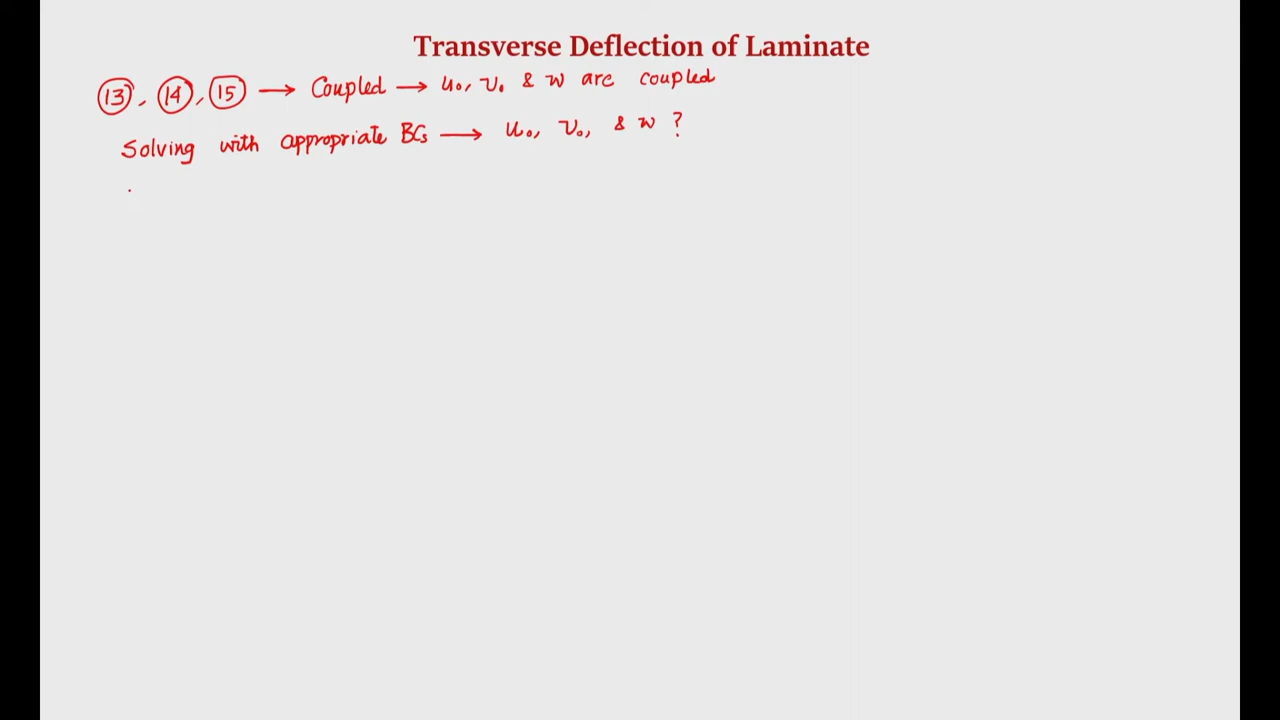 Transverse Deflection of Laminate
⑬, ⑭, ⑮ → Coupled → u₀, v₀ & w are coupled
Solving with appropriate BCs → u₀, v₀, & w ?